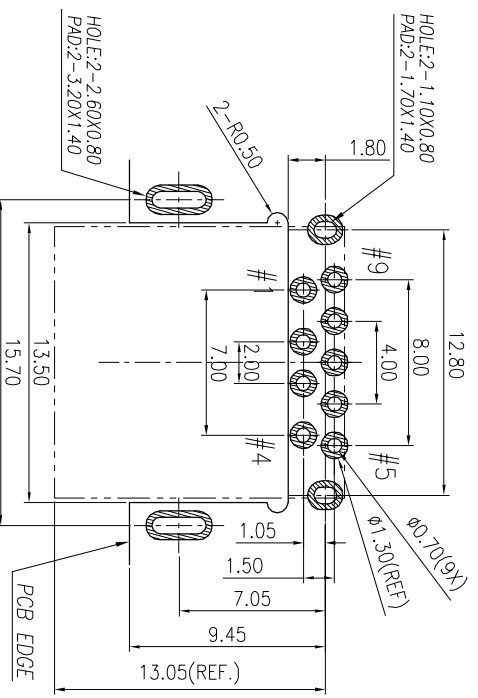 HOLE:2-1.10X0.80
PAD:2-1.70X1.40
HOLE:2-2.60X0.80
PAD:2-3.20X1.40
2-R0.50
1.80
12.80
8.00
4.00
#9
#5
#1
#4
2.00
7.00
13.50
15.70
ø0.70(9X)
ø1.30(REF)
1.05
1.50
7.05
9.45
13.05(REF.)
PCB EDGE